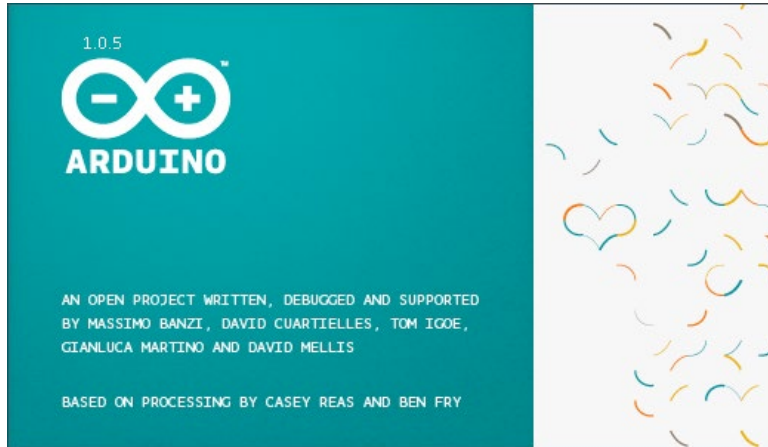 1.0.5
TM
ARDUINO
AN OPEN PROJECT WRITTEN, DEBUGGED AND SUPPORTED
BY MASSIMO BANZI, DAVID CUARTIELLES, TOM IGOE,
GIANLUCA MARTINO AND DAVID MELLIS
BASED ON PROCESSING BY CASEY REAS AND BEN FRY